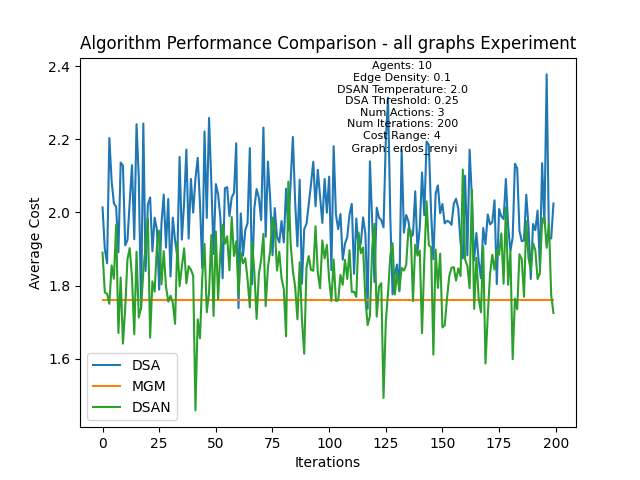 Algorithm Performance Comparison - all graphs Experiment
Agents: 10
Edge Density: 0.1
DSAN Temperature: 2.0
DSA Threshold: 0.25
Num Actions: 3
Num Iterations: 200
Cost Range: 4
Graph: erdos_renyi
Average Cost
2.4
2.2
2.0
1.8
1.6
DSA
MGM
DSAN
0
25
50
75
100
125
150
175
200
Iterations